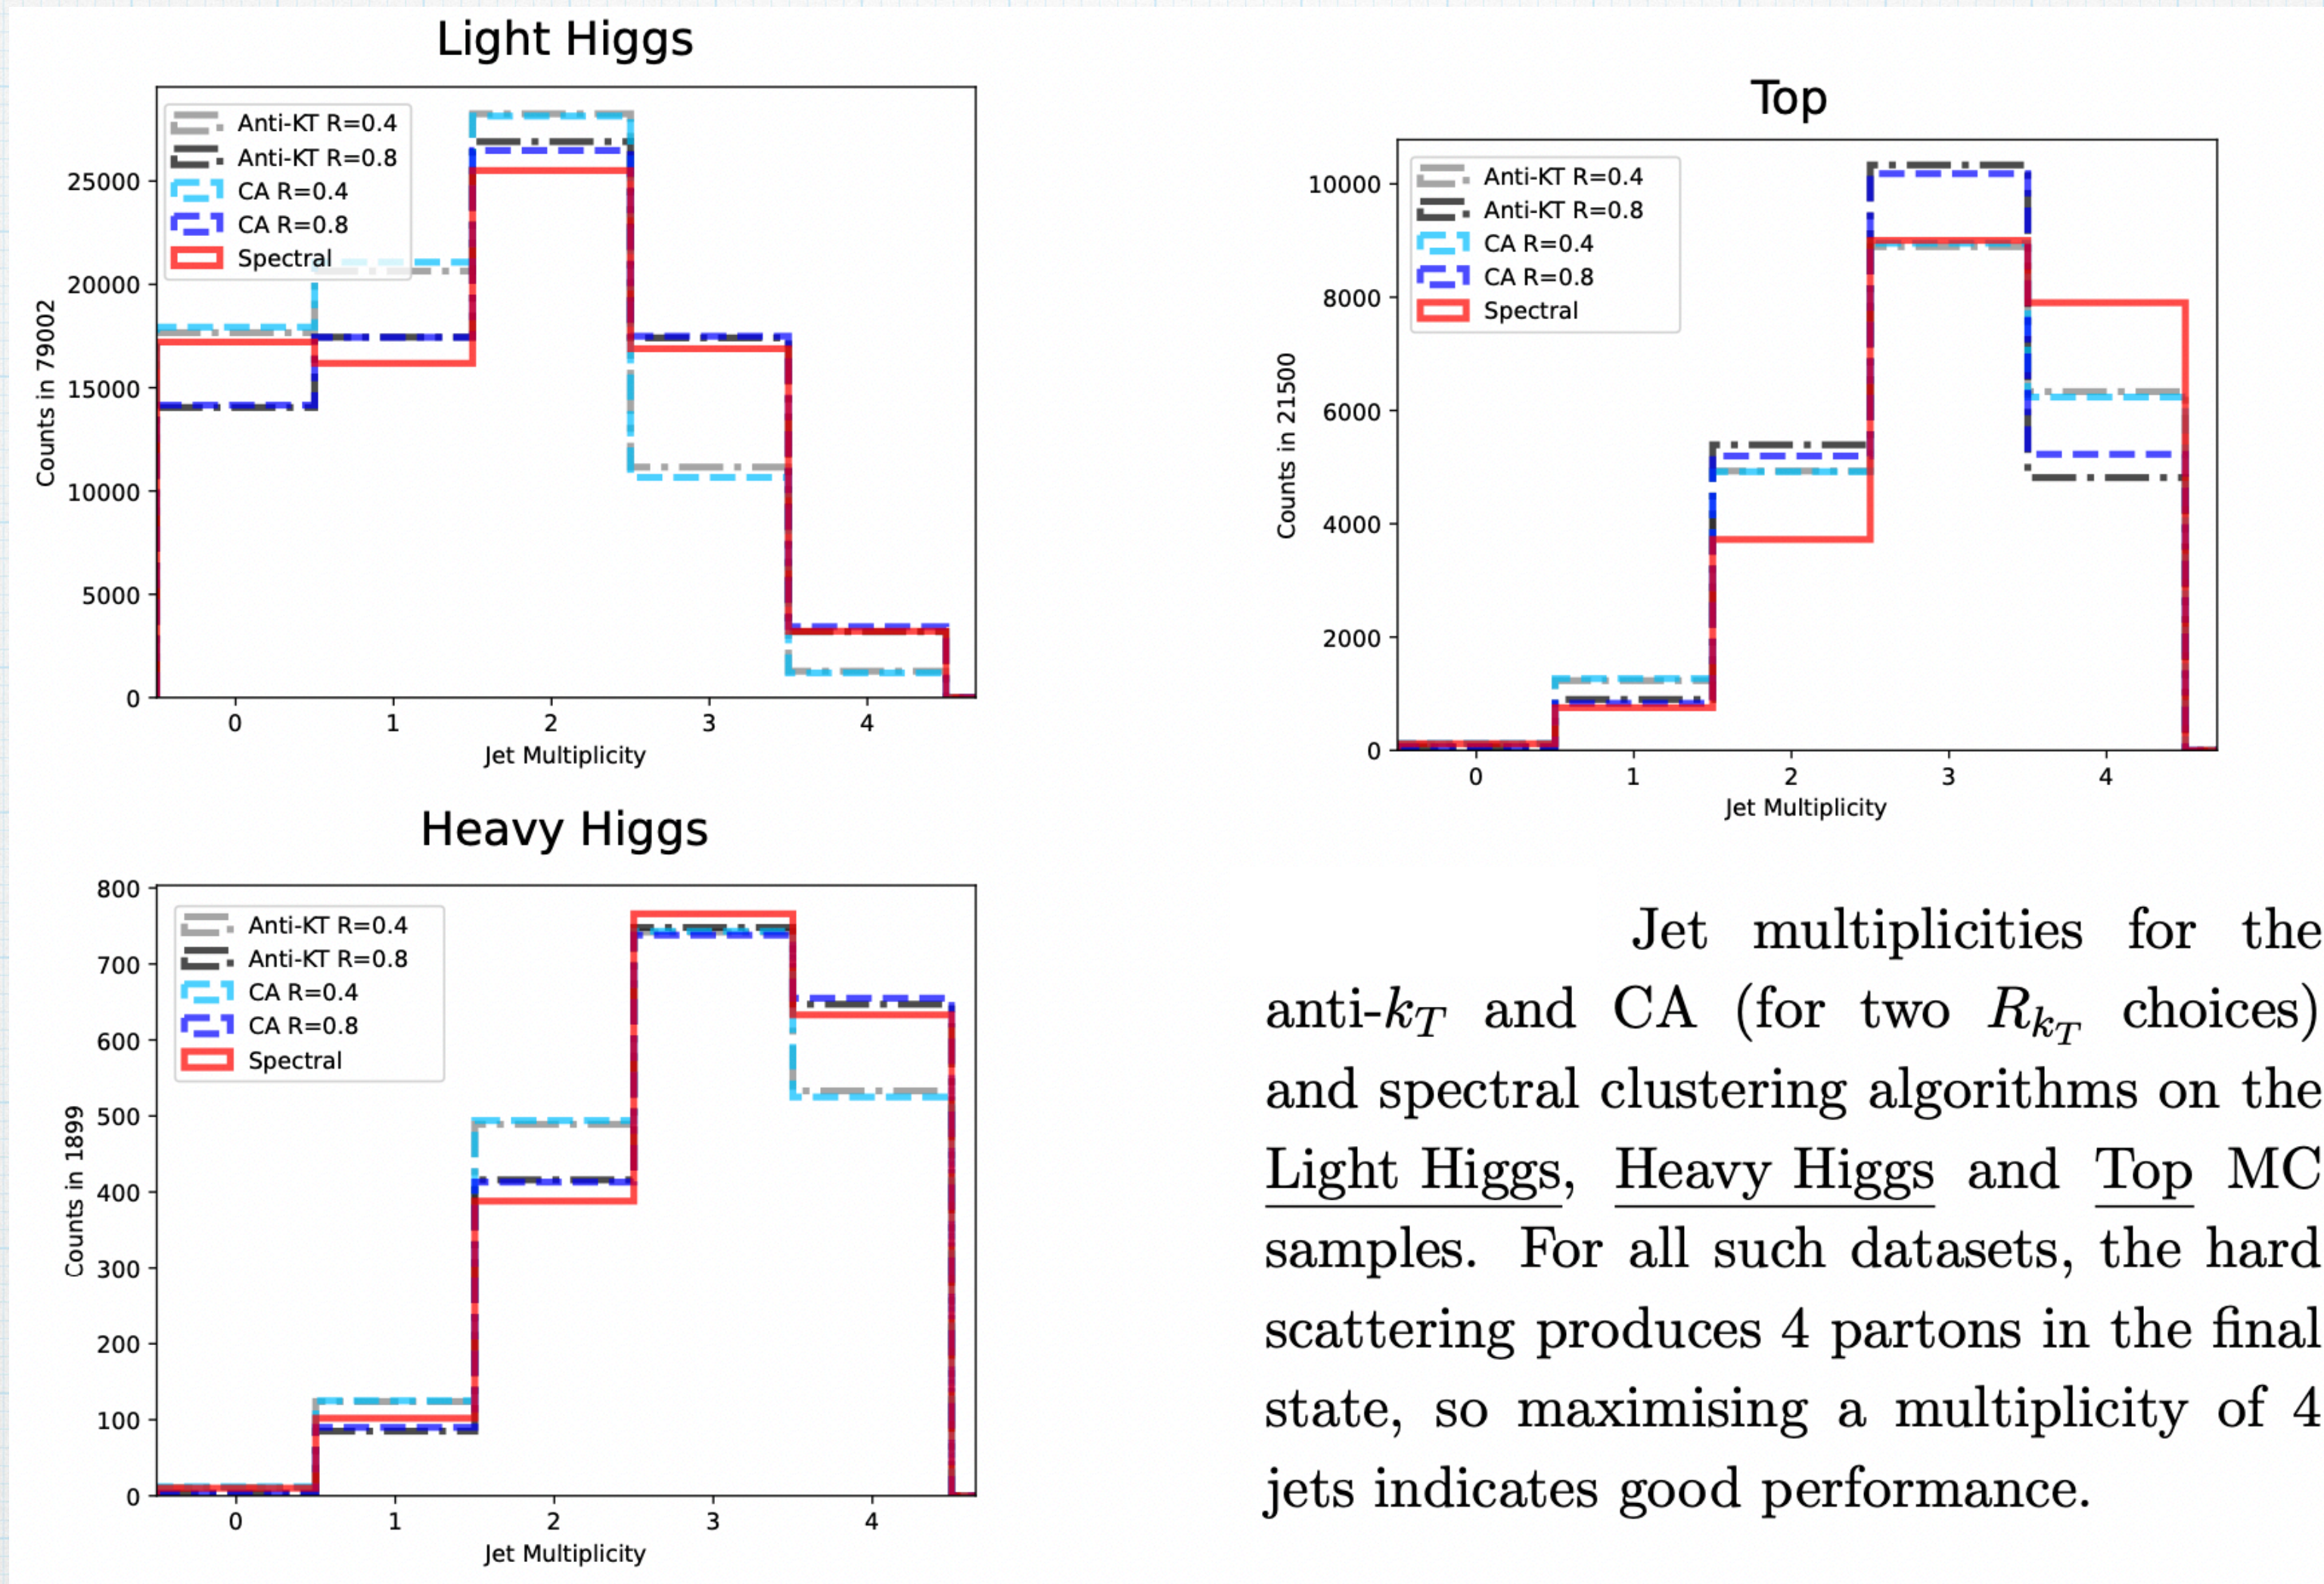 Light Higgs
Anti-KT R=0.4
Anti-KT R=0.8
CA R=0.4
CA R=0.8
Spectral
25000
20000
15000
10000
5000
0
Counts in 79002
0 1 2 3 4
Jet Multiplicity
Top
Anti-KT R=0.4
Anti-KT R=0.8
CA R=0.4
CA R=0.8
Spectral
10000
8000
6000
4000
2000
0
Counts in 21500
0 1 2 3 4
Jet Multiplicity
Heavy Higgs
Anti-KT R=0.4
Anti-KT R=0.8
CA R=0.4
CA R=0.8
Spectral
800
700
600
500
400
300
200
100
0
Counts in 1899
0 1 2 3 4
Jet Multiplicity
Jet multiplicities for the
anti-$k_T$ and CA (for two $R_{k_T}$ choices)
and spectral clustering algorithms on the
Light Higgs, Heavy Higgs and Top MC
samples. For all such datasets, the hard
scattering produces 4 partons in the final
state, so maximising a multiplicity of 4
jets indicates good performance.